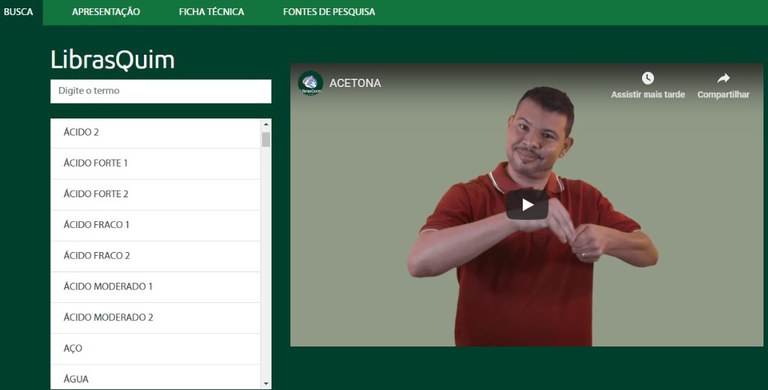 BUSCA
APRESENTAÇÃO
FICHA TÉCNICA
FONTES DE PESQUISA
LibrasQuim
Digite o termo
ÁCIDO 2
ÁCIDO FORTE 1
ÁCIDO FORTE 2
ÁCIDO FRACO 1
ÁCIDO FRACO 2
ÁCIDO MODERADO 1
ÁCIDO MODERADO 2
AÇO
ÁGUA
LibrasQuim
ACETONA
Assistir mais tarde
Compartilhar